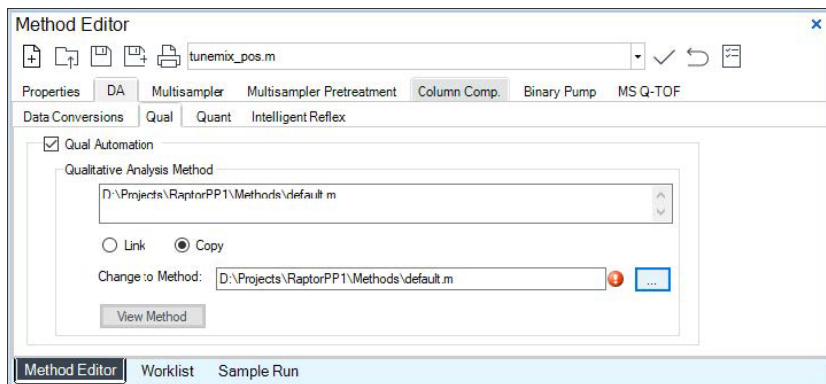 Method Editor
tunemix_pos.m
Properties DA Multisampler Multisampler Pretreatment Column Comp. Binary Pump MS Q-TOF
Data Conversions Qual Quant Intelligent Reflex
Qual Automation
Qualitative Analysis Method
D:\Projects\RaptorPP1\Methods\default.m
Link Copy
Change to Method: D:\Projects\RaptorPP1\Methods\default.m ...
View Method
Method Editor Worklist Sample Run